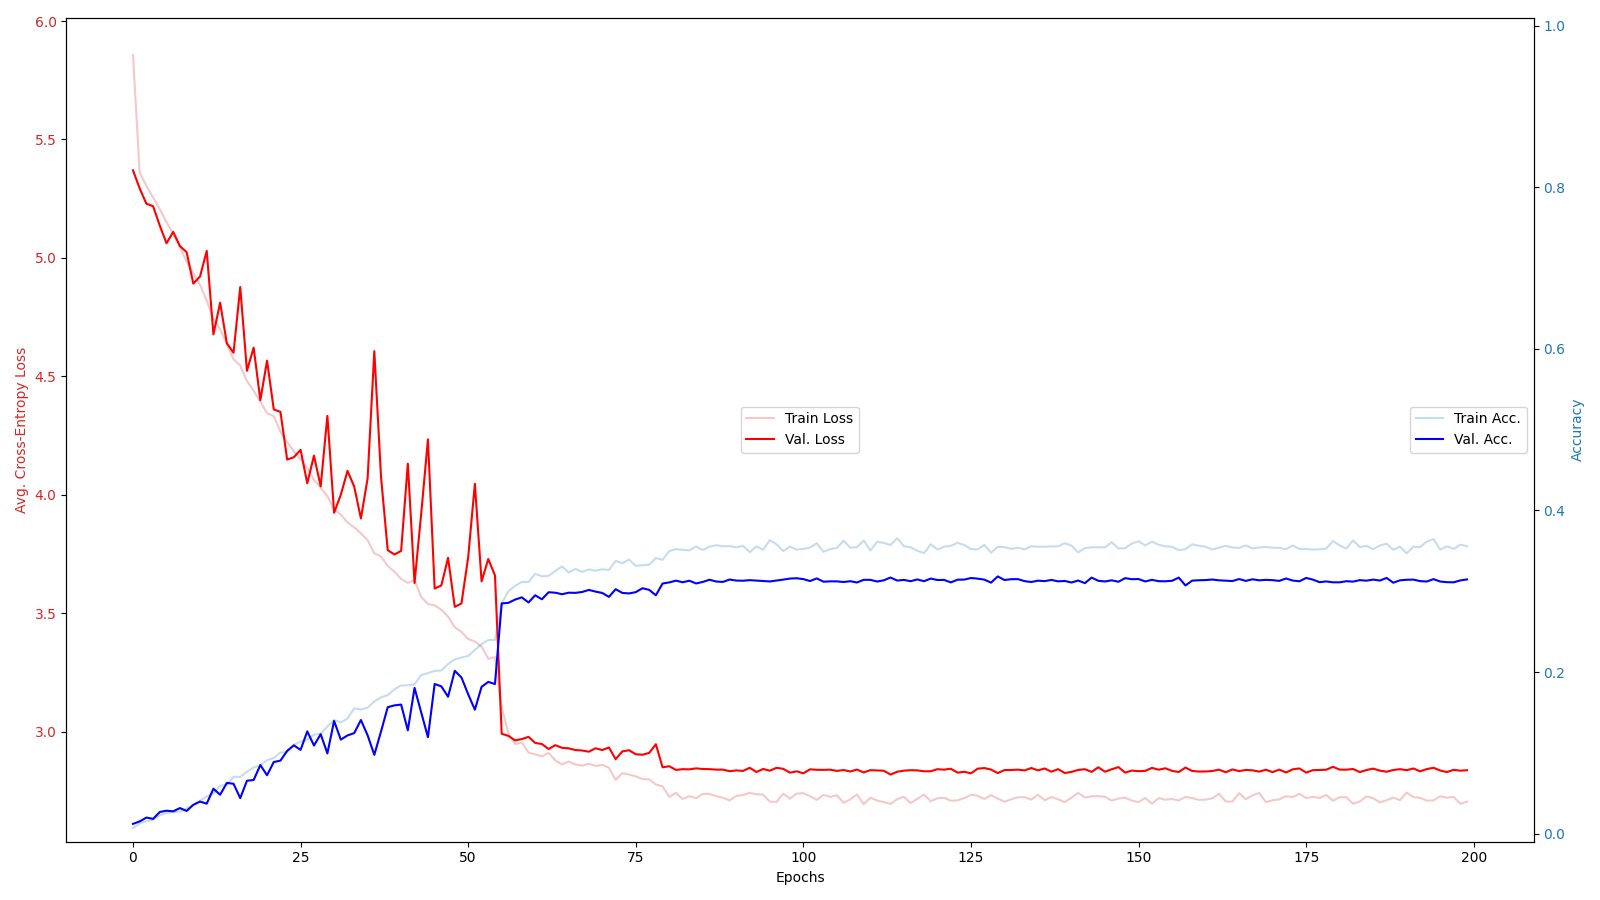 6.0
5.5
5.0
4.5
4.0
3.5
3.0
Avg. Cross-Entropy Loss
1.0
0.8
0.6
0.4
0.2
0.0
Accuracy
Train Loss
Val. Loss
Train Acc.
Val. Acc.
0 25 50 75 100 125 150 175 200
Epochs